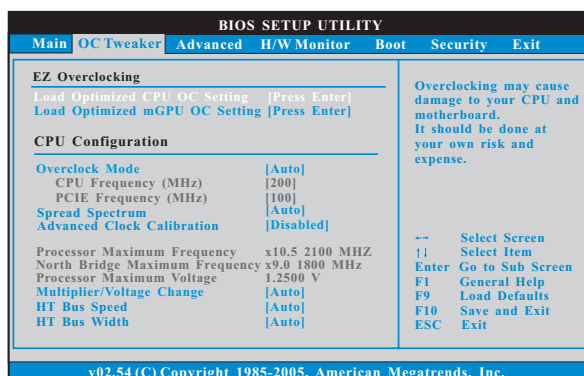 BIOS SETUP UTILITY
Main OC Tweaker Advanced H/W Monitor Boot Security Exit
EZ Overclocking
Load Optimized CPU OC Setting [Press Enter]
Load Optimized mGPU OC Setting [Press Enter]
CPU Configuration
Overclock Mode [Auto]
CPU Frequency (MHz) [200]
PCIE Frequency (MHz) [100]
Spread Spectrum [Auto]
Advanced Clock Calibration [Disabled]
Processor Maximum Frequency x10.5 2100 MHZ
North Bridge Maximum Frequency x9.0 1800 MHz
Processor Maximum Voltage 1.2500 V
Multiplier/Voltage Change [Auto]
HT Bus Speed [Auto]
HT Bus Width [Auto]
Overclocking may cause
damage to your CPU and
motherboard.
It should be done at
your own risk and
expense.
←→ Select Screen
↑↓ Select Item
Enter Go to Sub Screen
F1 General Help
F9 Load Defaults
F10 Save and Exit
ESC Exit
v02.54 (C) Copyright 1985-2005, American Megatrends, Inc.